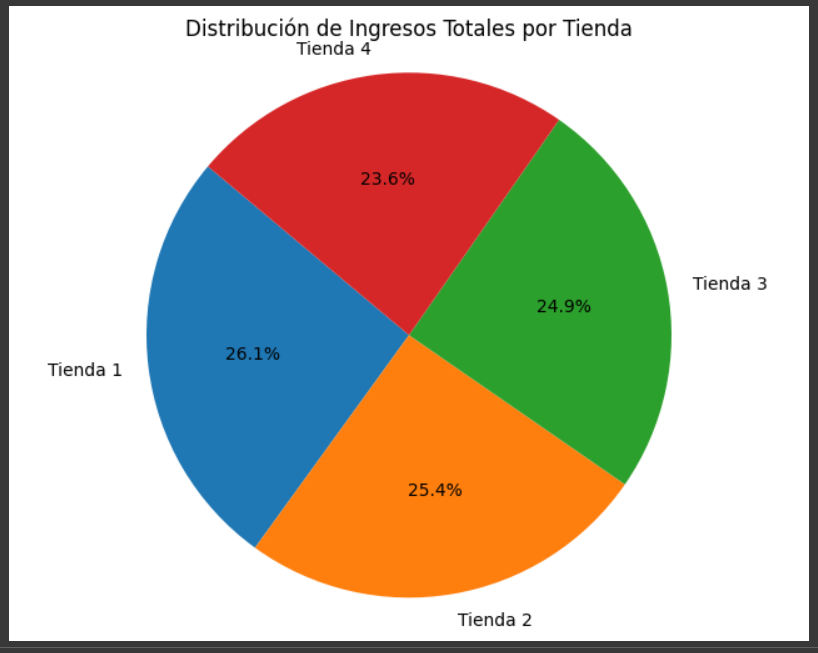 Distribución de Ingresos Totales por Tienda
Tienda 4
23.6%
Tienda 3
24.9%
26.1%
Tienda 1
25.4%
Tienda 2